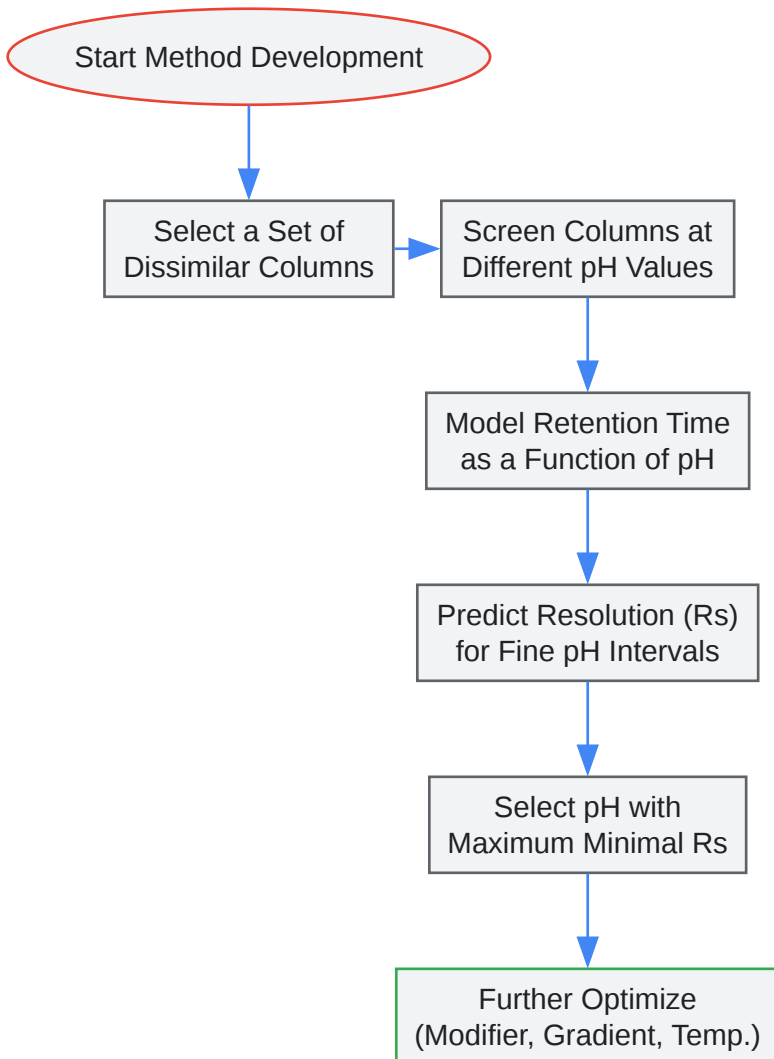 Start Method Development
Select a Set of
Dissimilar Columns
Screen Columns at
Different pH Values
Model Retention Time
as a Function of pH
Predict Resolution (Rs)
for Fine pH Intervals
Select pH with
Maximum Minimal Rs
Further Optimize
(Modifier, Gradient, Temp.)